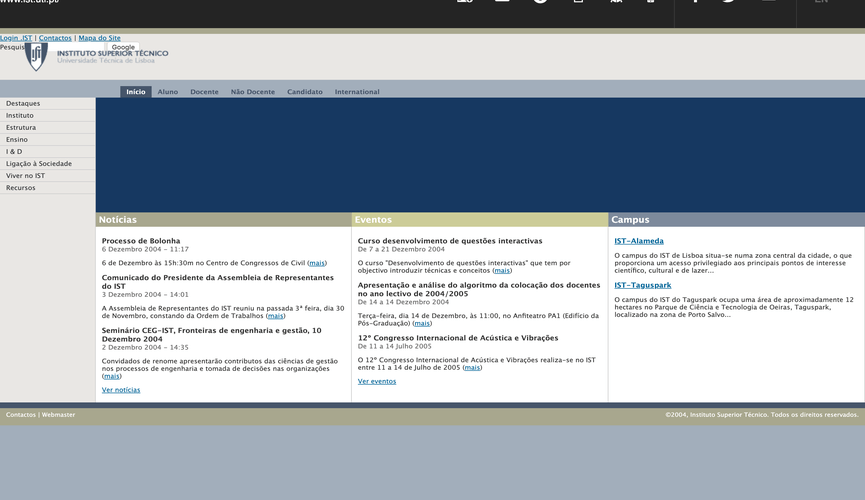 www.ist.utl.pt/
EN
Login .IST | Contactos | Mapa do Site
Pesquis
Google
INSTITUTO SUPERIOR TÉCNICO
Universidade Técnica de Lisboa
Início Aluno Docente Não Docente Candidato International
Destaques
Instituto
Estrutura
Ensino
I & D
Ligação à Sociedade
Viver no IST
Recursos
Notícias
Processo de Bolonha
6 Dezembro 2004 - 11:17
6 de Dezembro às 15h:30m no Centro de Congressos de Civil (mais)
Comunicado do Presidente da Assembleia de Representantes
do IST
3 Dezembro 2004 - 14:01
A Assembleia de Representantes do IST reuniu na passada 3ª feira, dia 30
de Novembro, constando da Ordem de Trabalhos (mais)
Seminário CEG-IST, Fronteiras de engenharia e gestão, 10
Dezembro 2004
2 Dezembro 2004 - 14:35
Convidados de renome apresentarão contributos das ciências de gestão
nos processos de engenharia e tomada de decisões nas organizações
(mais)
Ver notícias
Eventos
Curso desenvolvimento de questões interactivas
De 7 a 21 Dezembro 2004
O curso "Desenvolvimento de questões interactivas" que tem por
objectivo introduzir técnicas e conceitos (mais)
Apresentação e análise do algoritmo da colocação dos docentes
no ano lectivo de 2004/2005
De 14 a 14 Dezembro 2004
Terça-feira, dia 14 de Dezembro, às 11:00, no Anfiteatro PA1 (Edifício da
Pós-Graduação) (mais)
12º Congresso Internacional de Acústica e Vibrações
De 11 a 14 Julho 2005
O 12º Congresso Internacional de Acústica e Vibrações realiza-se no IST
entre 11 a 14 de Julho de 2005 (mais)
Ver eventos
Campus
IST-Alameda
O campus do IST de Lisboa situa-se numa zona central da cidade, o que
proporciona um acesso privilegiado aos principais pontos de interesse
científico, cultural e de lazer...
IST-Taguspark
O campus do IST do Taguspark ocupa uma área de aproximadamente 12
hectares no Parque de Ciência e Tecnologia de Oeiras, Taguspark,
localizado na zona de Porto Salvo...
Contactos | Webmaster
©2004, Instituto Superior Técnico. Todos os direitos reservados.